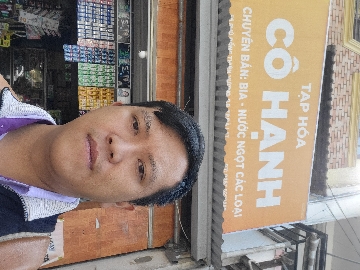 TẠP HÓA
CÔ HẠNH
CHUYÊN BÁN: BIA - NƯỚC NGỌT CÁC LOẠI